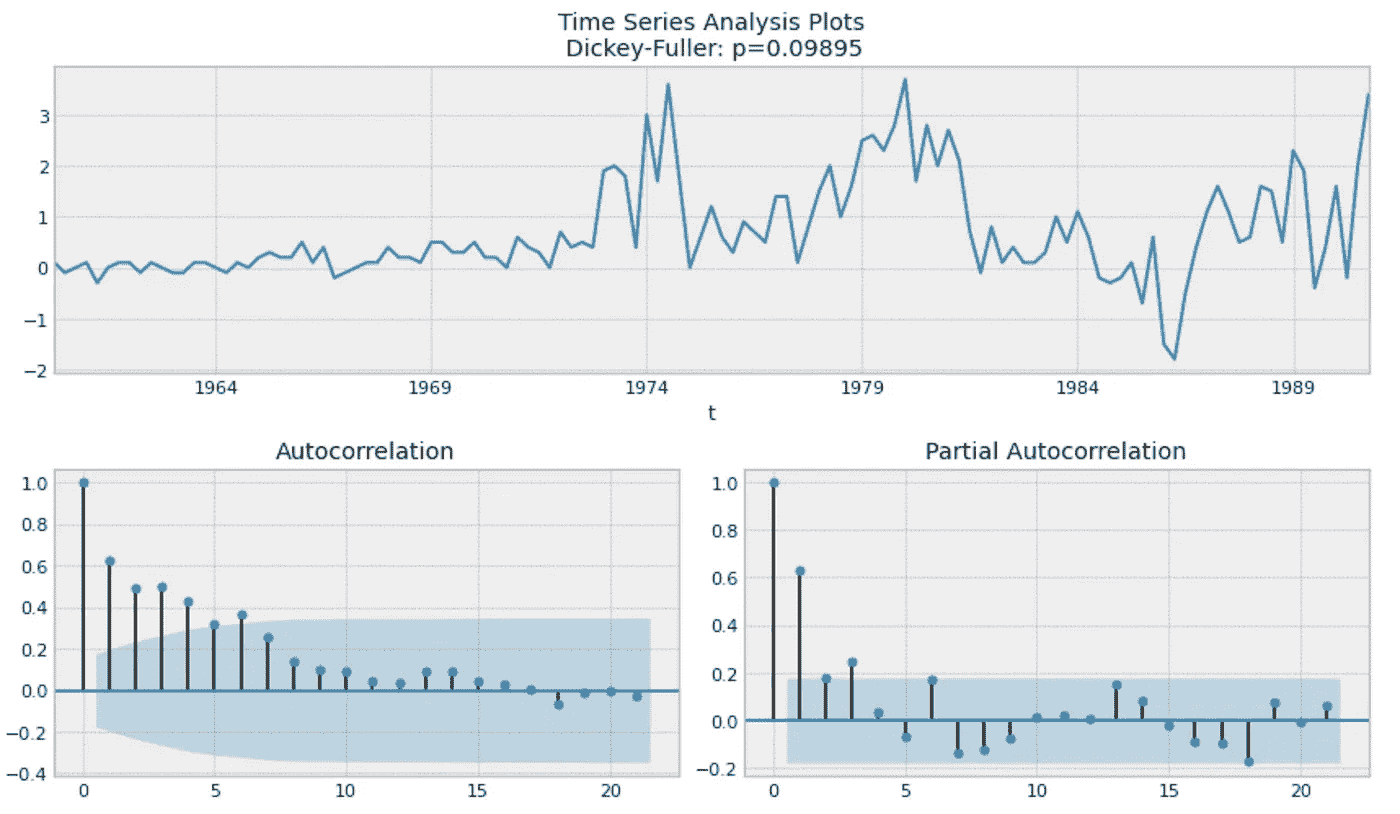 Time Series Analysis Plots
Dickey-Fuller: p=0.09895
3
2
1
0
−1
−2
1964 1969 1974 1979 1984 1989
t
Autocorrelation
1.0
0.8
0.6
0.4
0.2
0.0
−0.2
−0.4
0 5 10 15 20
Partial Autocorrelation
1.0
0.8
0.6
0.4
0.2
0.0
−0.2
0 5 10 15 20